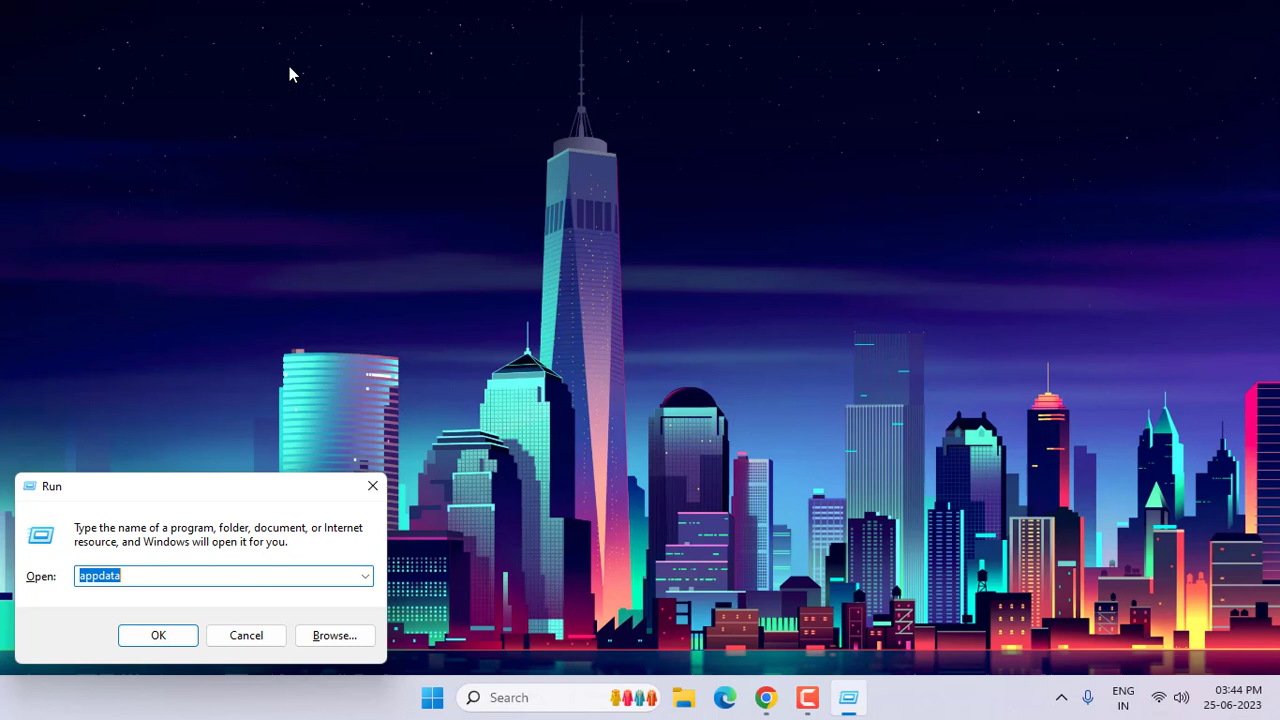 Run
Type the name of a program, folder, document, or Internet
resource, and Windows will open it for you.
Open: appdata
OK Cancel Browse...
Search
ENG
IN
03:44 PM
25-06-2023